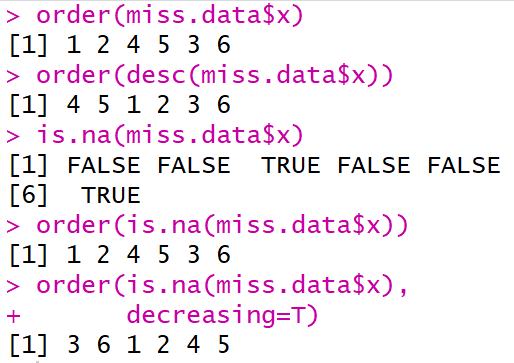 > order(miss.data$x)
[1] 1 2 4 5 3 6
> order(desc(miss.data$x))
[1] 4 5 1 2 3 6
> is.na(miss.data$x)
[1] FALSE FALSE  TRUE FALSE FALSE
[6]  TRUE
> order(is.na(miss.data$x))
[1] 1 2 4 5 3 6
> order(is.na(miss.data$x),
+       decreasing=T)
[1] 3 6 1 2 4 5